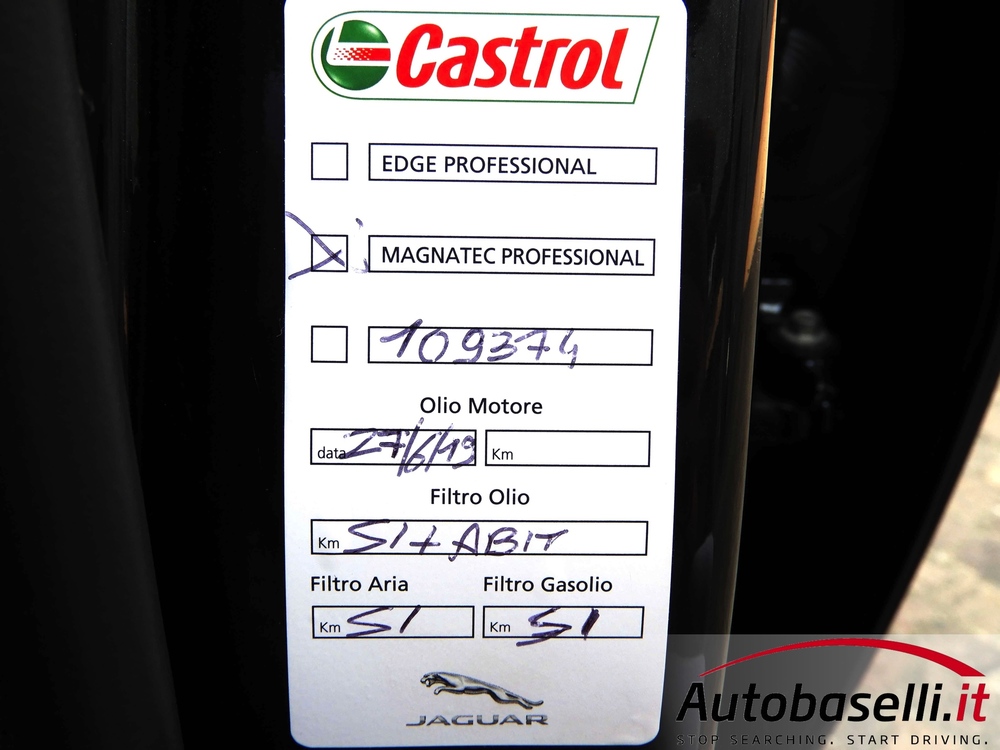 Castrol
EDGE PROFESSIONAL
MAGNATEC PROFESSIONAL
109374
Olio Motore
data 27/6/19 Km
Filtro Olio
Km SI + ABIT
Filtro Aria Filtro Gasolio
Km SI Km SI
JAGUAR
Autobaselli.it
STOP SEARCHING. START DRIVING.